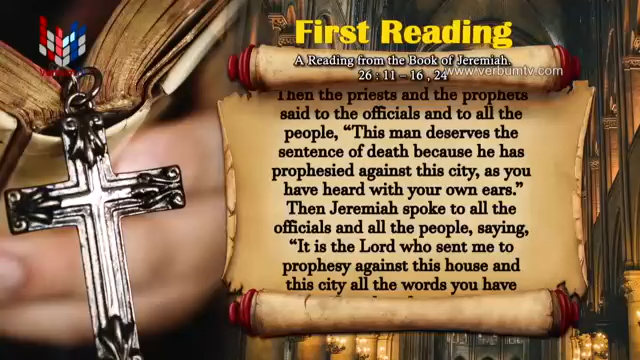 First Reading
A Reading from the Book of Jeremiah.
26 : 11 – 16 , 24
www.verbumtv.com
Then the priests and the prophets
said to the officials and to all the
people, “This man deserves the
sentence of death because he has
prophesied against this city, as you
have heard with your own ears.”
Then Jeremiah spoke to all the
officials and all the people, saying,
“It is the Lord who sent me to
prophesy against this house and
this city all the words you have